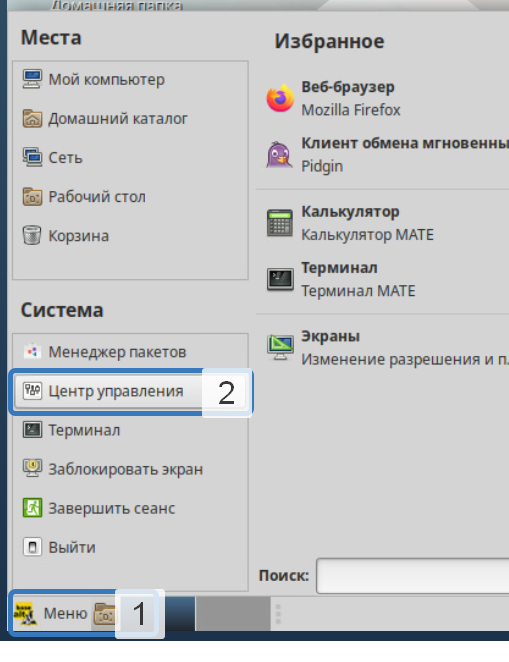 Домашняя папка
Места
Мой компьютер
Домашний каталог
Сеть
Рабочий стол
Корзина
Система
Менеджер пакетов
Центр управления
2
Терминал
Заблокировать экран
Завершить сеанс
Выйти
Избранное
Веб-браузер
Mozilla Firefox
Клиент обмена мгновенны
Pidgin
Калькулятор
Калькулятор MATE
Терминал
Терминал MATE
Экраны
Изменение разрешения и п
Поиск:
base
alt
Меню
1